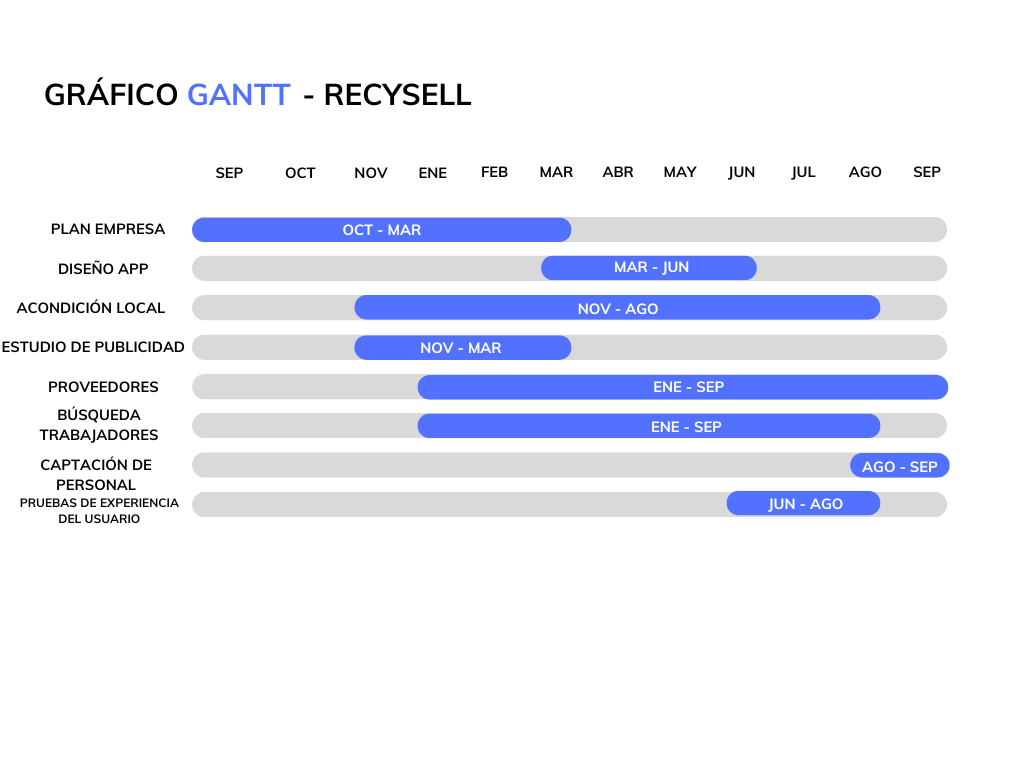 GRÁFICO GANTT - RECYSELL
SEP OCT NOV ENE FEB MAR ABR MAY JUN JUL AGO SEP
PLAN EMPRESA OCT - MAR
DISEÑO APP MAR - JUN
ACONDICIÓN LOCAL NOV - AGO
ESTUDIO DE PUBLICIDAD NOV - MAR
PROVEEDORES ENE - SEP
BÚSQUEDA
TRABAJADORES ENE - SEP
CAPTACIÓN DE
PERSONAL AGO - SEP
PRUEBAS DE EXPERIENCIA
DEL USUARIO JUN - AGO